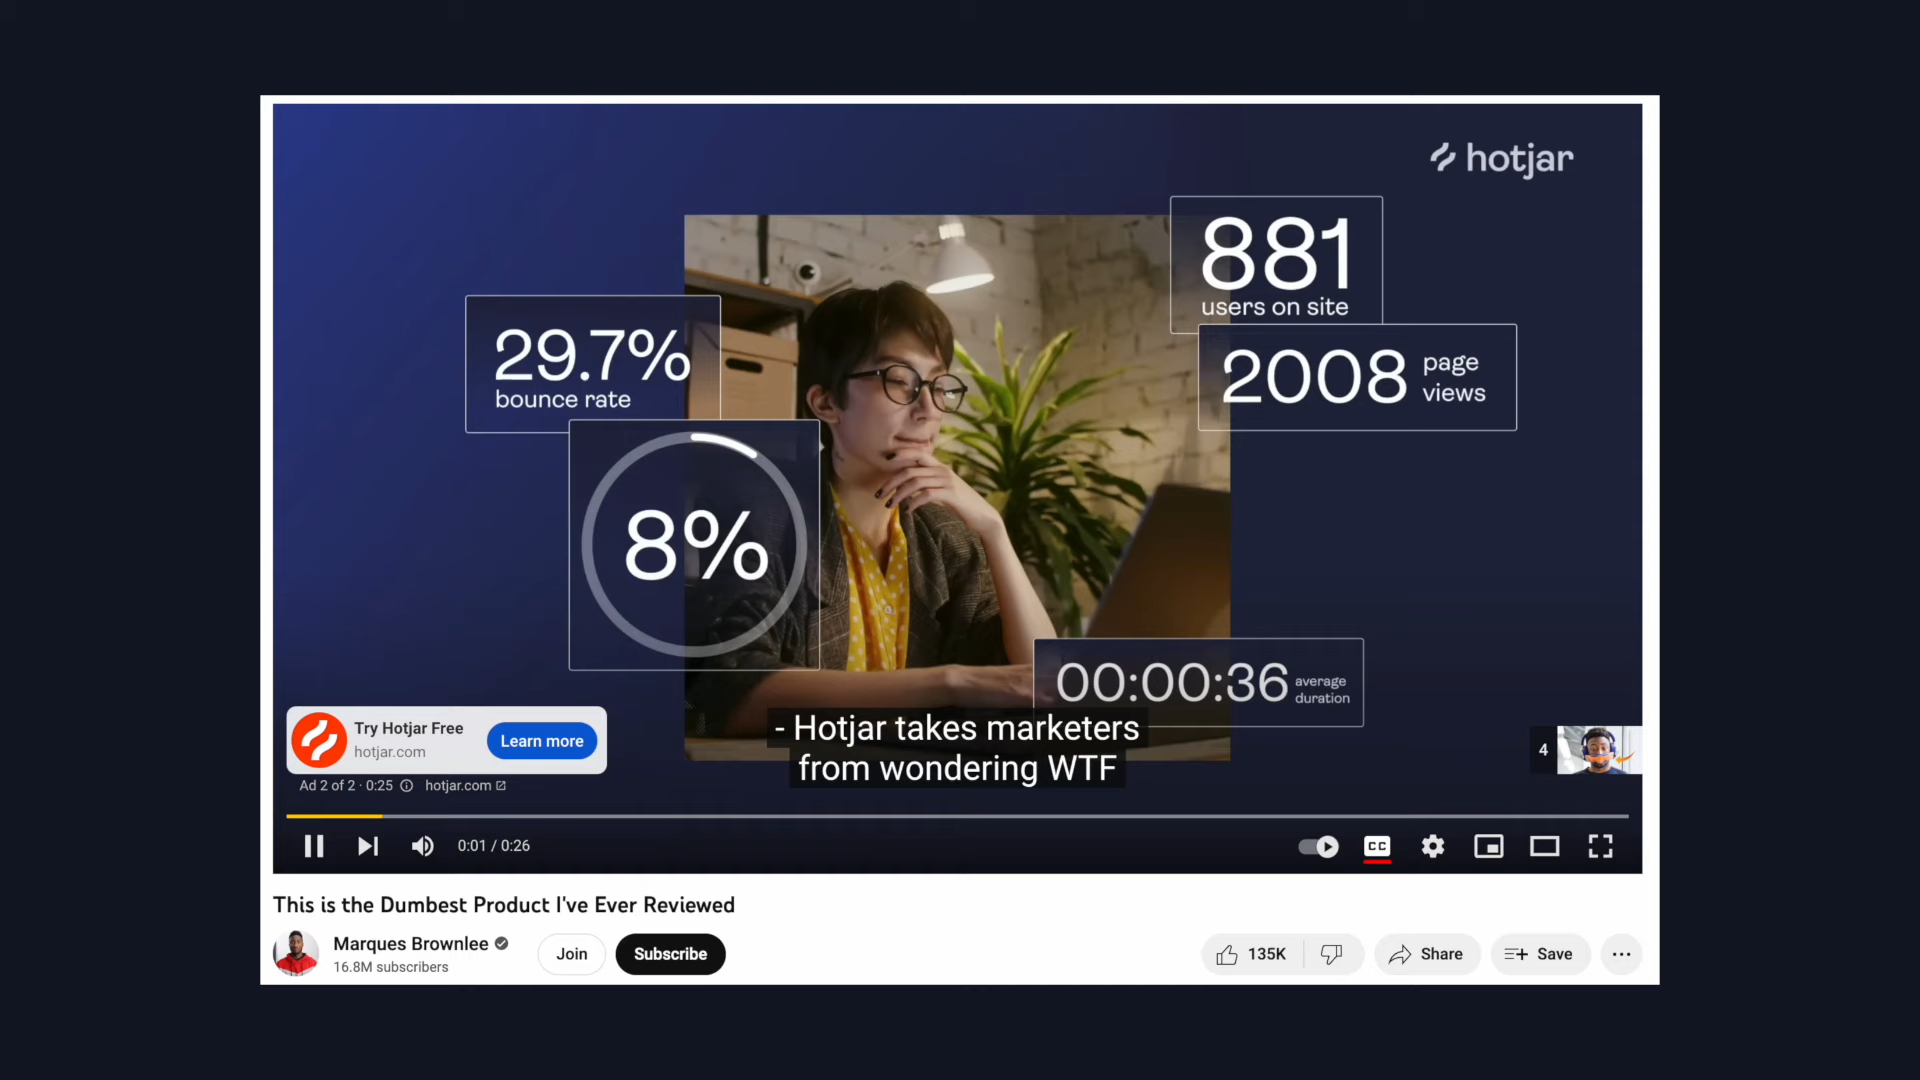 hotjar
881
users on site
29.7%
bounce rate
2008 page views
8%
00:00:36 average duration
- Hotjar takes marketers
from wondering WTF
Try Hotjar Free
hotjar.com
Learn more
4
Ad 2 of 2 · 0:25 hotjar.com
0:01 / 0:26
CC
This is the Dumbest Product I've Ever Reviewed
Marques Brownlee
16.8M subscribers
Join
Subscribe
135K
Share
Save